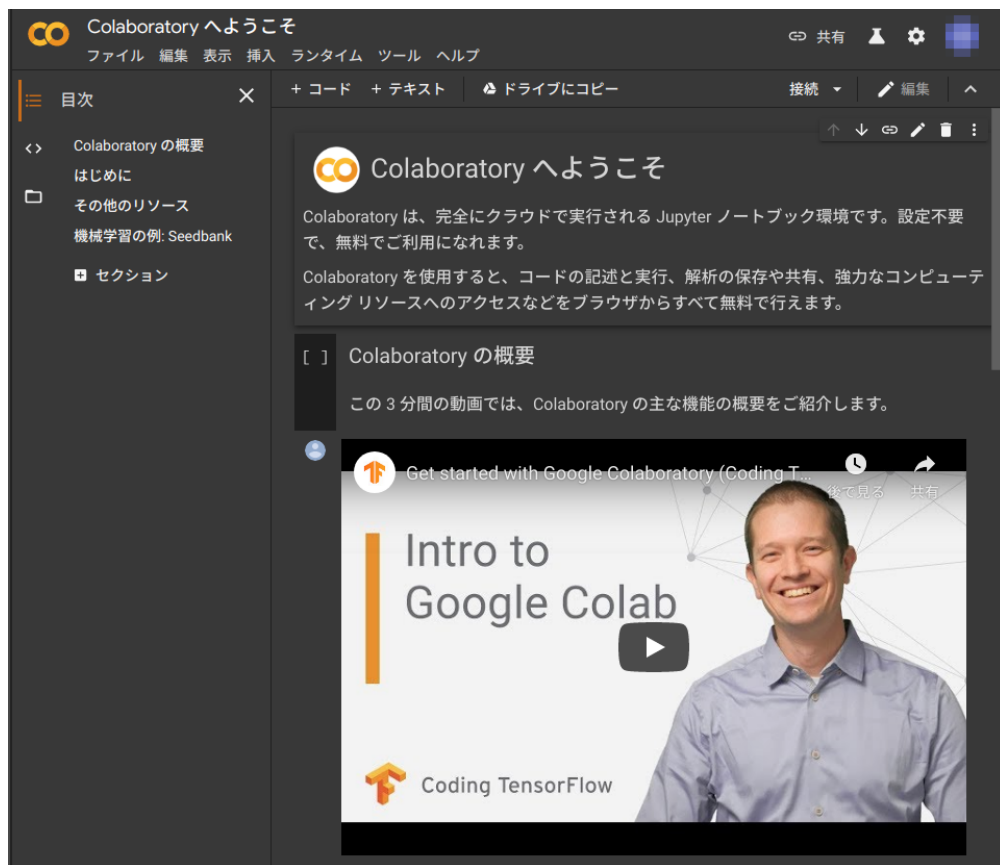 Colaboratory へようこそ
ファイル 編集 表示 挿入 ランタイム ツール ヘルプ
共有
目次
+ コード + テキスト ドライブにコピー
接続 編集
Colaboratory の概要
はじめに
その他のリソース
機械学習の例: Seedbank
セクション
CO Colaboratory へようこそ
Colaboratory は、完全にクラウドで実行される Jupyter ノートブック環境です。設定不要
で、無料でご利用になれます。
Colaboratory を使用すると、コードの記述と実行、解析の保存や共有、強力なコンピューテ
ィング リソースへのアクセスなどをブラウザからすべて無料で行えます。
[ ] Colaboratory の概要
この 3 分間の動画では、Colaboratory の主な機能の概要をご紹介します。
Get started with Google Colaboratory (Coding T...
後で見る 共有
Intro to
Google Colab
Coding TensorFlow